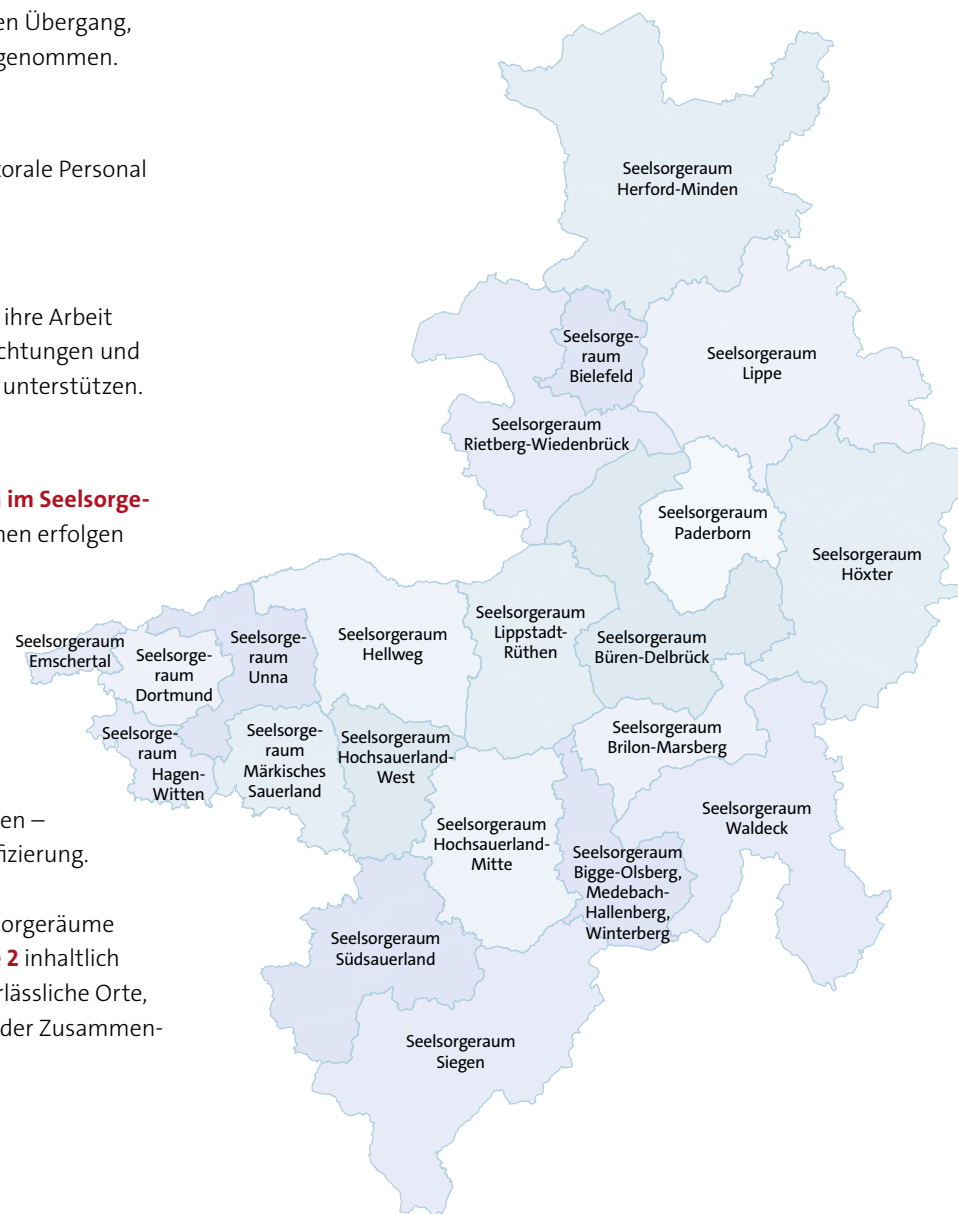 en Übergang,
genommen.
torale Personal
ihre Arbeit
chtungen und
unterstützen.
im Seelsorge-
nen erfolgen
en –
fizierung.
sorgeräume
2 inhaltlich
rlässliche Orte,
der Zusammen-
Seelsorgeraum
Herford-Minden
Seelsorge-
raum
Bielefeld
Seelsorgeraum
Lippe
Seelsorgeraum
Rietberg-Wiedenbrück
Seelsorgeraum
Paderborn
Seelsorgeraum
Höxter
Seelsorgeraum
Emschertal
Seelsorge-
raum
Dortmund
Seelsorge-
raum
Unna
Seelsorgeraum
Hellweg
Seelsorgeraum
Lippstadt-
Rüthen
Seelsorgeraum
Büren-Delbrück
Seelsorge-
raum
Hagen-
Witten
Seelsorge-
raum
Märkisches
Sauerland
Seelsorgeraum
Hochsauerland-
West
Seelsorgeraum
Brilon-Marsberg
Seelsorgeraum
Hochsauerland-
Mitte
Seelsorgeraum
Waldeck
Seelsorgeraum
Bigge-Olsberg,
Medebach-
Hallenberg,
Winterberg
Seelsorgeraum
Südsauerland
Seelsorgeraum
Siegen